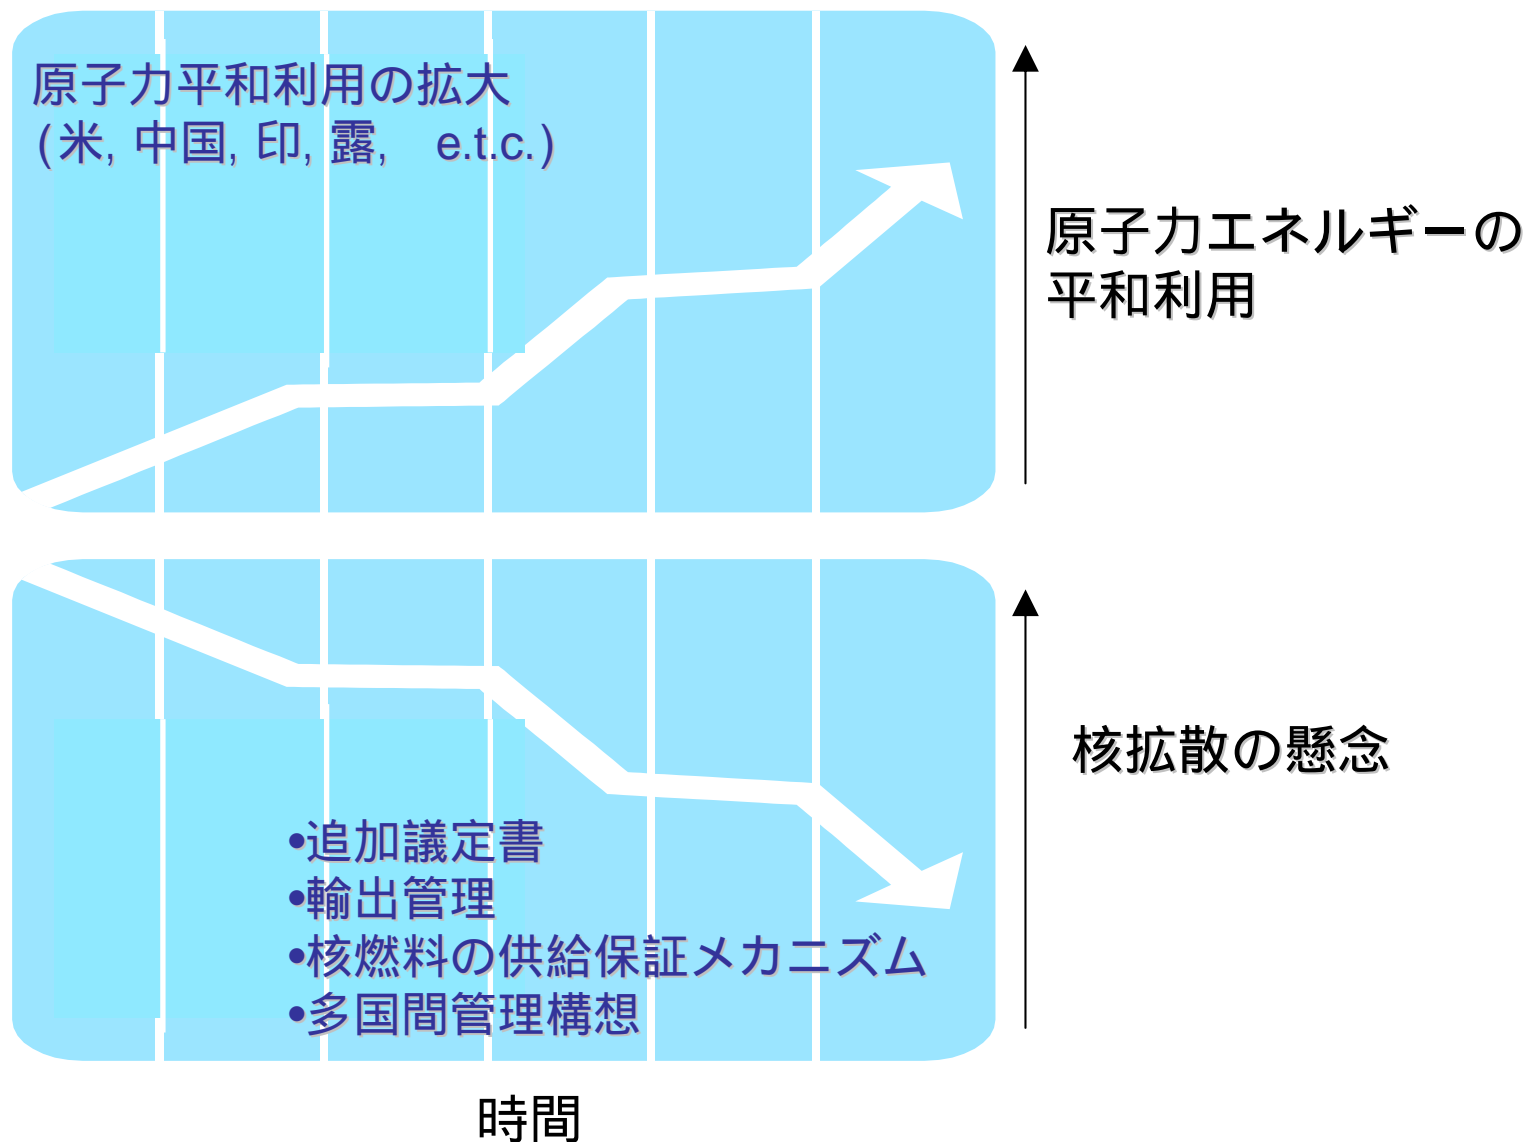 原子力平和利用の拡大
(米, 中国, 印, 露,　e.t.c.)
原子力エネルギーの
平和利用
核拡散の懸念
•追加議定書
•輸出管理
•核燃料の供給保証メカニズム
•多国間管理構想
時間